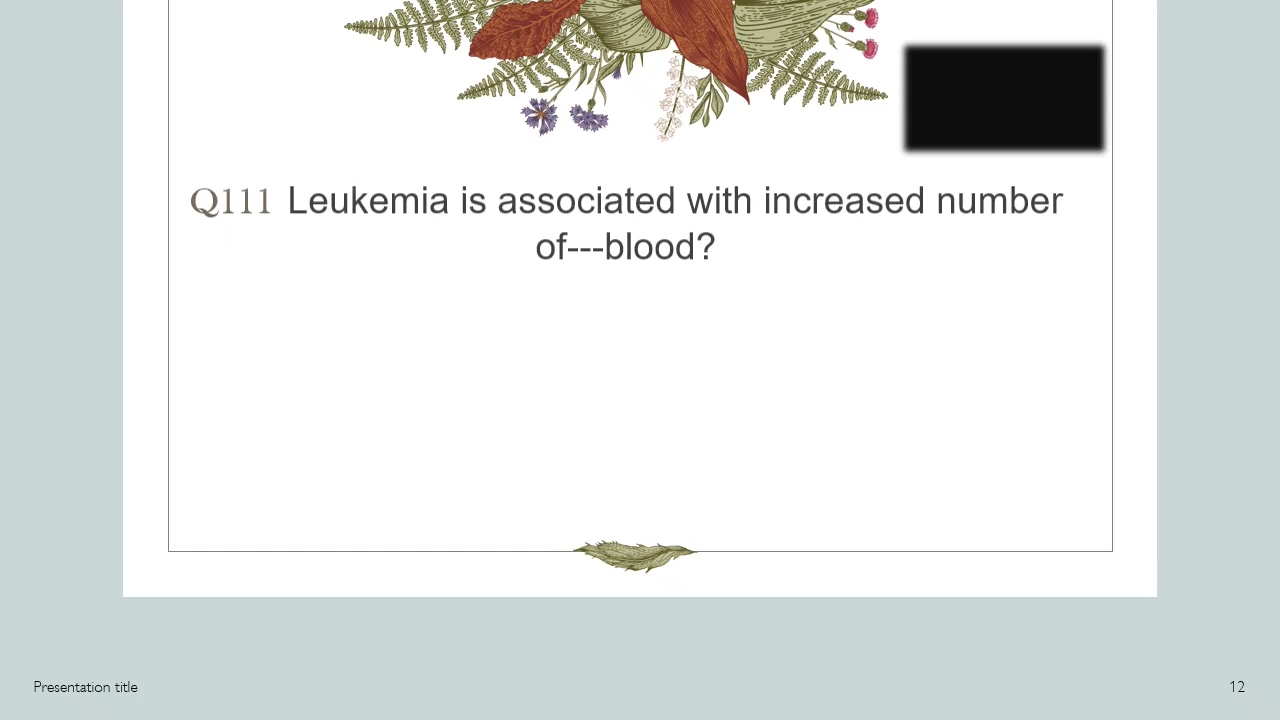 Q111 Leukemia is associated with increased number
of---blood?
Presentation title
12